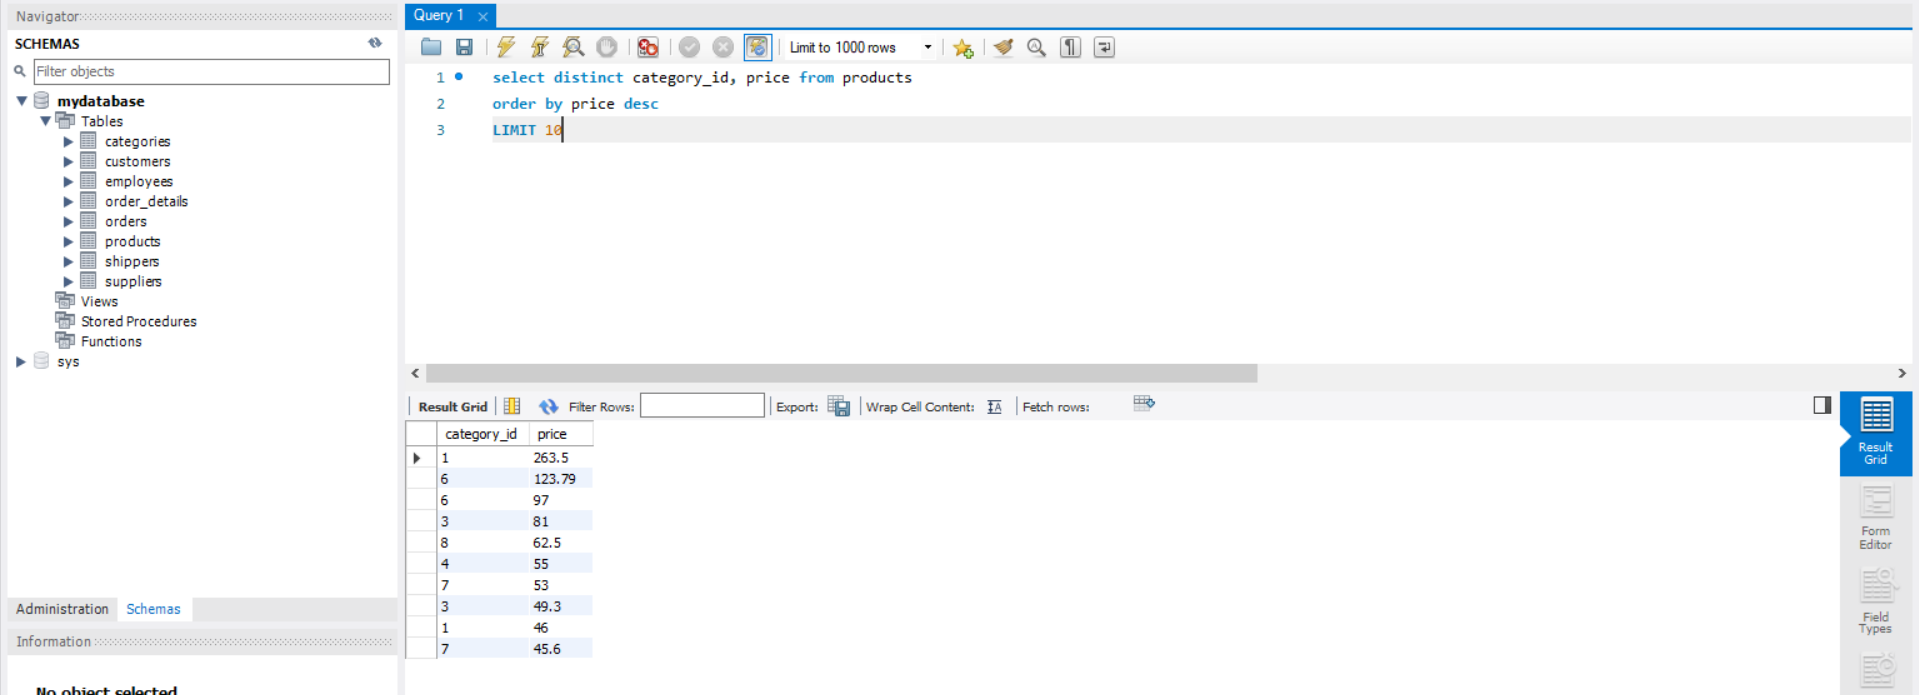 Navigator
SCHEMAS
Filter objects
mydatabase
Tables
categories
customers
employees
order_details
orders
products
shippers
suppliers
Views
Stored Procedures
Functions
sys
Administration Schemas
Information
No object selected
Query 1
Limit to 1000 rows
1 select distinct category_id, price from products
2 order by price desc
3 LIMIT 10
Result Grid Filter Rows: Export: Wrap Cell Content: Fetch rows:
category_id price
1 263.5
6 123.79
6 97
3 81
8 62.5
4 55
7 53
3 49.3
1 46
7 45.6
Result
Grid
Form
Editor
Field
Types